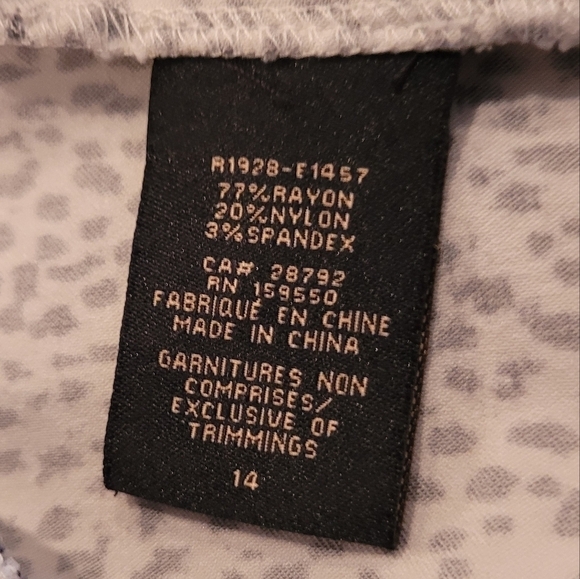 R1928-E1457
77%RAYON
20%NYLON
3%SPANDEX
CA# 28792
RN 159550
FABRIQUÉ EN CHINE
MADE IN CHINA
GARNITURES NON
COMPRISES/
EXCLUSIVE OF
TRIMMINGS
14